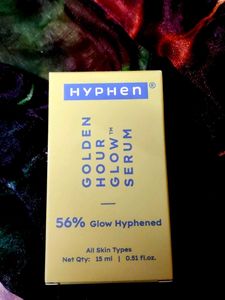 HYPHEN®
GOLDEN
HOUR
GLOW™
SERUM
56% Glow Hyphened
All Skin Types
Net Qty: 15 ml | 0.51 fl.oz.